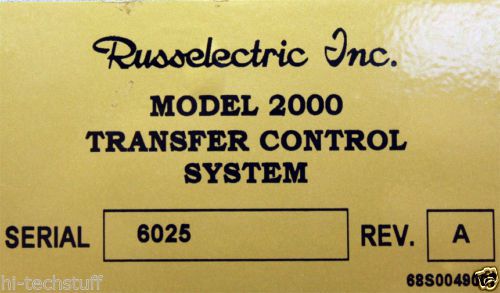 Russelectric Inc.
MODEL 2000
TRANSFER CONTROL
SYSTEM
SERIAL 6025 REV. A
hi-techstuff